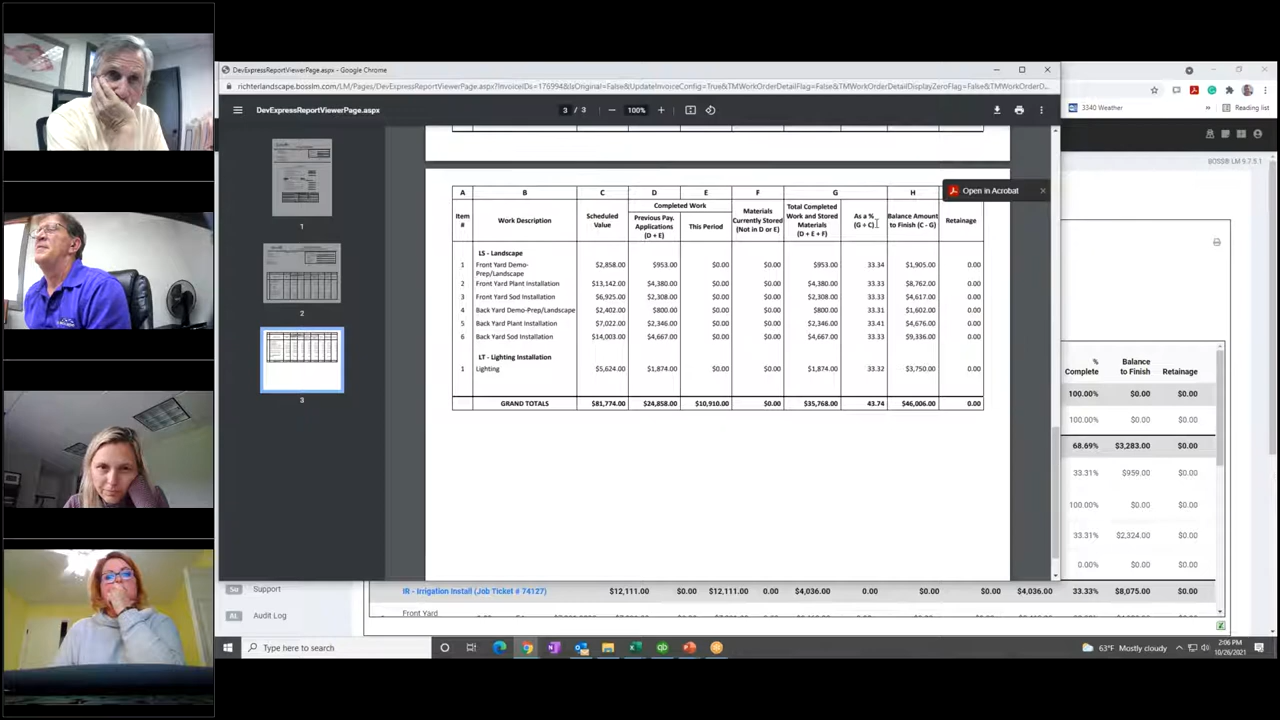 DevExpressReportViewerPage.aspx - Google Chrome
DevExpressReportViewerPage.aspx
3 / 3
100%
3340 Weather
Reading list
BOSS® LM 9.7.5.1
Open in Acrobat
1
2
3
A B C D E F G H
Completed Work
Item # Work Description Scheduled Value Previous Pay. Applications (D + E) This Period Materials Currently Stored (Not in D or E) Total Completed Work and Stored Materials (D + E + F) As a % (G ÷ C) Balance Amount to Finish (C - G) Retainage
LS - Landscape
1 Front Yard Demo-Prep/Landscape $2,858.00 $953.00 $0.00 $0.00 $953.00 33.34 $1,905.00 0.00
2 Front Yard Plant Installation $13,142.00 $4,380.00 $0.00 $0.00 $4,380.00 33.33 $8,762.00 0.00
3 Front Yard Sod Installation $6,925.00 $2,308.00 $0.00 $0.00 $2,308.00 33.33 $4,617.00 0.00
4 Back Yard Demo-Prep/Landscape $2,402.00 $800.00 $0.00 $0.00 $800.00 33.31 $1,602.00 0.00
5 Back Yard Plant Installation $7,022.00 $2,346.00 $0.00 $0.00 $2,346.00 33.41 $4,676.00 0.00
6 Back Yard Sod Installation $14,003.00 $4,667.00 $0.00 $0.00 $4,667.00 33.33 $9,336.00 0.00
LT - Lighting Installation
1 Lighting $5,624.00 $1,874.00 $0.00 $0.00 $1,874.00 33.32 $3,750.00 0.00
GRAND TOTALS $81,774.00 $24,858.00 $10,910.00 $0.00 $35,768.00 43.74 $46,006.00 0.00
% Complete Balance to Finish Retainage
100.00% $0.00 $0.00
100.00% $0.00 $0.00
68.69% $3,283.00 $0.00
33.31% $959.00 $0.00
100.00% $0.00 $0.00
33.31% $2,324.00 $0.00
0.00% $0.00 $0.00
Su Support
AL Audit Log
IR - Irrigation Install (Job Ticket # 74127) $12,111.00 $0.00 $12,111.00 0.00 $4,036.00 0.00 $0.00 $0.00 $4,036.00 33.33% $8,075.00 $0.00
Front Yard
Type here to search
63°F Mostly cloudy
2:06 PM
10/26/2021